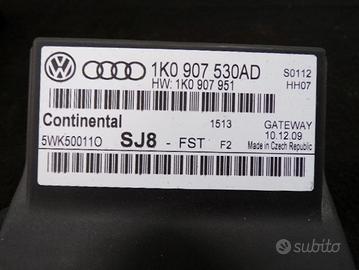 1K0 907 530AD
HW: 1K0 907 951
S0112
HH07
Continental
1513
GATEWAY
5WK50011O
SJ8 - FST F2
10.12.09
Made in Czech Republic
subito